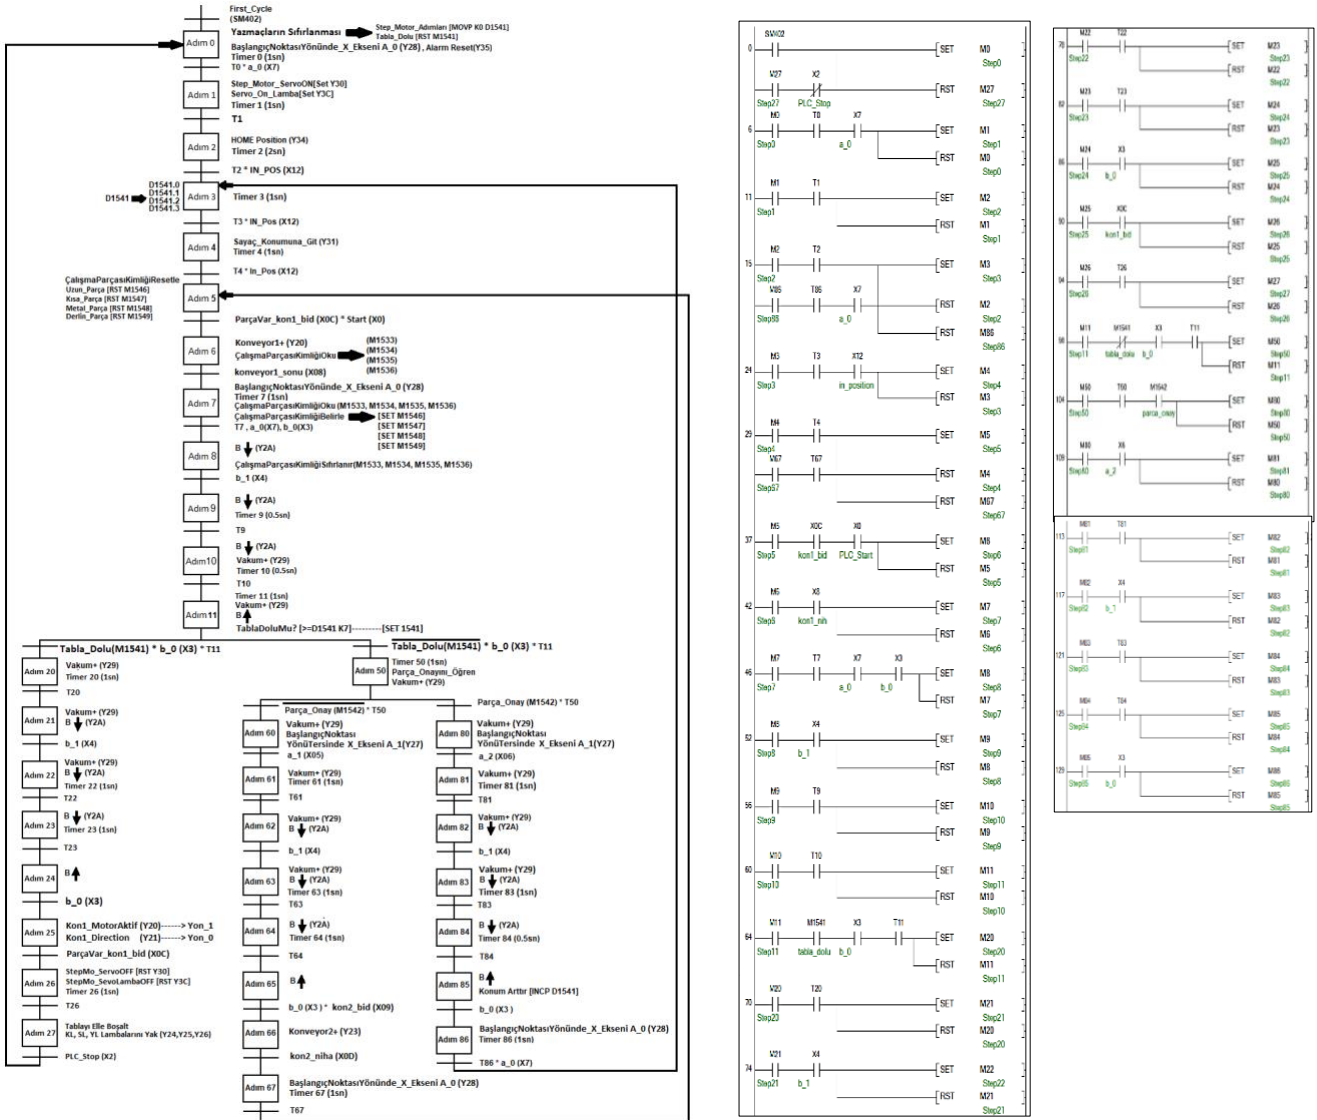 First_Cycle
(SM402)
Yazmaçların Sıfırlanması
Step_Motor_Adımları [MOVP K0 D1541]
Tabla_Dolu [RST M1541]
Adım 0
BaşlangıçNoktasıYönünde_X_Ekseni A_0 (Y28) , Alarm Reset(Y35)
Timer 0 (1sn)
T0 * a_0 (X7)
Adım 1
Step_Motor_ServoON[Set Y30]
Servo_On_Lamba[Set Y3C]
Timer 1 (1sn)
T1
Adım 2
HOME Position (Y34)
Timer 2 (2sn)
T2 * IN_POS (X12)
D1541
D1541.0
D1541.1
D1541.2
D1541.3
Adım 3
Timer 3 (1sn)
T3 * IN_Pos (X12)
Adım 4
Sayaç_Konumuna_Git (Y31)
Timer 4 (1sn)
T4 * In_Pos (X12)
ÇalışmaParçasıKimliğiResetle
Uzun_Parça [RST M1546]
Kısa_Parça [RST M1547]
Metal_Parça [RST M1548]
Derlin_Parça [RST M1549]
Adım 5
ParçaVar_kon1_bid (X0C) * Start (X0)
Adım 6
Konveyor1+ (Y20)
ÇalışmaParçasıKimliğiOku
(M1533)
(M1534)
(M1535)
(M1536)
konveyor1_sonu (X08)
Adım 7
BaşlangıçNoktasıYönünde_X_Ekseni A_0 (Y28)
Timer 7 (1sn)
ÇalışmaParçasıKimliğiOku (M1533, M1534, M1535, M1536)
ÇalışmaParçasıKimliğiBelirle
[SET M1546]
[SET M1547]
[SET M1548]
[SET M1549]
T7 , a_0(X7), b_0(X3)
Adım 8
B (Y2A)
ÇalışmaParçasıKimliğiSıfırlanır(M1533, M1534, M1535, M1536)
b_1 (X4)
Adım 9
B (Y2A)
Timer 9 (0.5sn)
T9
Adım10
B (Y2A)
Vakum+ (Y29)
Timer 10 (0.5sn)
T10
Adım11
Timer 11 (1sn)
Vakum+ (Y29)
B
TablaDoluMu? [>=D1541 K7]---------[SET 1541]
Tabla_Dolu(M1541) * b_0 (X3) * T11
Adım 20
Vakum+ (Y29)
Timer 20 (1sn)
T20
Adım 21
Vakum+ (Y29)
B (Y2A)
b_1 (X4)
Adım 22
Vakum+ (Y29)
B (Y2A)
Timer 22 (1sn)
T22
Adım 23
B (Y2A)
Timer 23 (1sn)
T23
Adım 24
B
b_0 (X3)
Adım 25
Kon1_MotorAktif (Y20)------> Yon_1
Kon1_Direction (Y21)------> Yon_0
ParçaVar_kon1_bid (X0C)
Adım 26
StepMo_ServoOFF [RST Y30]
StepMo_SevoLambaOFF [RST Y3C]
Timer 26 (1sn)
T26
Adım 27
Tablayı Elle Boşalt
KL, SL, YL Lambalarını Yak (Y24,Y25,Y26)
PLC_Stop (X2)
Tabla_Dolu(M1541) * b_0 (X3) * T11
Adım 50
Timer 50 (1sn)
Parça_Onayını_Öğren
Vakum+ (Y29)
Parça_Onay (M1542) * T50
Adım 60
Vakum+ (Y29)
BaşlangıçNoktası
YönüTersinde X_Ekseni A_1(Y27)
a_1 (X05)
Adım 61
Vakum+ (Y29)
Timer 61 (1sn)
T61
Adım 62
Vakum+ (Y29)
B (Y2A)
b_1 (X4)
Adım 63
Vakum+ (Y29)
B (Y2A)
Timer 63 (1sn)
T63
Adım 64
B (Y2A)
Timer 64 (1sn)
T64
Adım 65
B
b_0 (X3) * kon2_bid (X09)
Adım 66
Konveyor2+ (Y23)
kon2_niha (X0D)
Adım 67
BaşlangıçNoktasıYönünde_X_Ekseni A_0 (Y28)
Timer 67 (1sn)
T67
Parça_Onay (M1542) * T50
Adım 80
Vakum+ (Y29)
BaşlangıçNoktası
YönüTersinde X_Ekseni A_1(Y27)
a_2 (X06)
Adım 81
Vakum+ (Y29)
Timer 81 (1sn)
T81
Adım 82
Vakum+ (Y29)
B (Y2A)
b_1 (X4)
Adım 83
Vakum+ (Y29)
B (Y2A)
Timer 83 (1sn)
T83
Adım 84
B (Y2A)
Timer 84 (0.5sn)
T84
Adım 85
B
Konum Arttır [INCP D1541]
b_0 (X3 )
Adım 86
BaşlangıçNoktasıYönünde_X_Ekseni A_0 (Y28)
Timer 86 (1sn)
T86 * a_0 (X7)
SM402
0 SET M0
Step0
M27 X2
RST M27
Step27 PLC_Stop Step27
M0 T0 X7
6 SET M1
Step0 a_0 Step1
RST M0
Step0
M1 T1
11 SET M2
Step1 Step2
RST M1
Step1
M2 T2
15 SET M3
Step2 Step3
M86 T86 X7
RST M2
Step86 a_0 Step2
RST M86
Step86
M3 T3 X12
24 SET M4
Step3 in_position Step4
RST M3
Step3
M4 T4
29 SET M5
Step4 Step5
M67 T67
RST M4
Step67 Step4
RST M67
Step67
M5 X0C X0
37 SET M6
Step5 kon1_bid PLC_Start Step6
RST M5
Step5
M6 X8
42 SET M7
Step6 kon1_nih Step7
RST M6
Step6
M7 T7 X7 X3
46 SET M8
Step7 a_0 b_0 Step8
RST M7
Step7
M8 X4
52 SET M9
Step8 b_1 Step9
RST M8
Step8
M9 T9
56 SET M10
Step9 Step10
RST M9
Step9
M10 T10
60 SET M11
Step10 Step11
RST M10
Step10
M11 M1541 X3 T11
64 SET M20
Step11 tabla_dolu b_0 Step20
RST M11
Step11
M20 T20
70 SET M21
Step20 Step21
RST M20
Step20
M21 X4
74 SET M22
Step21 b_1 Step22
RST M21
Step21
M22 T22
78 SET M23
Step22 Step23
RST M22
Step22
M23 T23
82 SET M24
Step23 Step24
RST M23
Step23
M24 X3
86 SET M25
Step24 b_0 Step25
RST M24
Step24
M25 X0C
90 SET M26
Step25 kon1_bid Step26
RST M25
Step25
M26 T26
94 SET M27
Step26 Step27
RST M26
Step26
M11 M1541 X3 T11
98 SET M50
Step11 tabla_dolu b_0 Step50
RST M11
Step11
M50 T50 M1542
104 SET M80
Step50 parca_onay Step80
RST M50
Step50
M80 X6
109 SET M81
Step80 a_2 Step81
RST M80
Step80
M81 T81
113 SET M82
Step81 Step82
RST M81
Step81
M82 X4
117 SET M83
Step82 b_1 Step83
RST M82
Step82
M83 T83
121 SET M84
Step83 Step84
RST M83
Step83
M84 T84
125 SET M85
Step84 Step85
RST M84
Step84
M85 X3
129 SET M86
Step85 b_0 Step86
RST M85
Step85